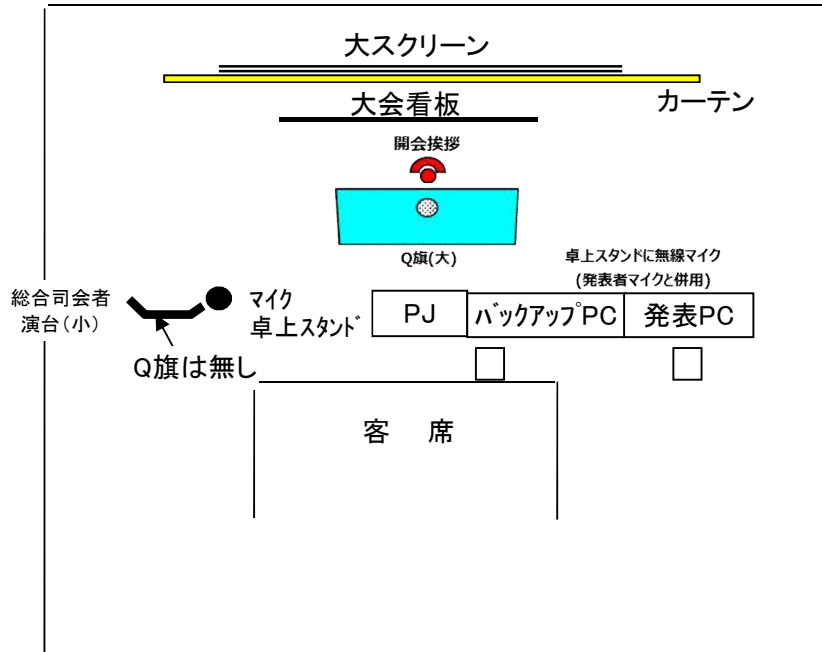 大スクリーン
カーテン
大会看板
開会挨拶
Q旗(大)
卓上スタンドに無線マイク
(発表者マイクと併用)
総合司会者
演台(小)
マイク
卓上スタンド
PJ
バックアップPC
発表PC
Q旗は無し
客 席